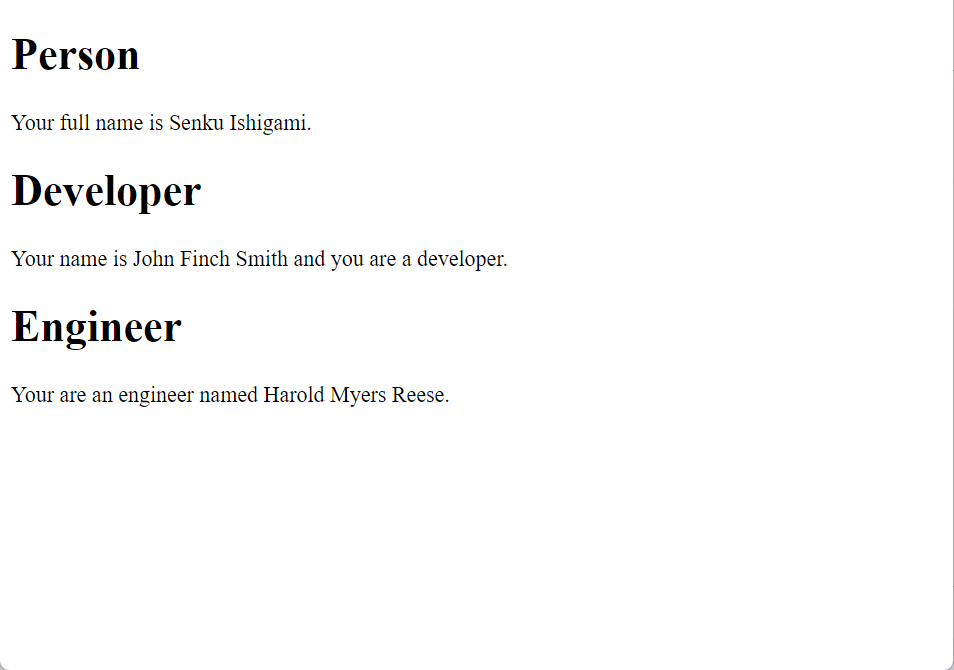 Person
Your full name is Senku Ishigami.
Developer
Your name is John Finch Smith and you are a developer.
Engineer
Your are an engineer named Harold Myers Reese.